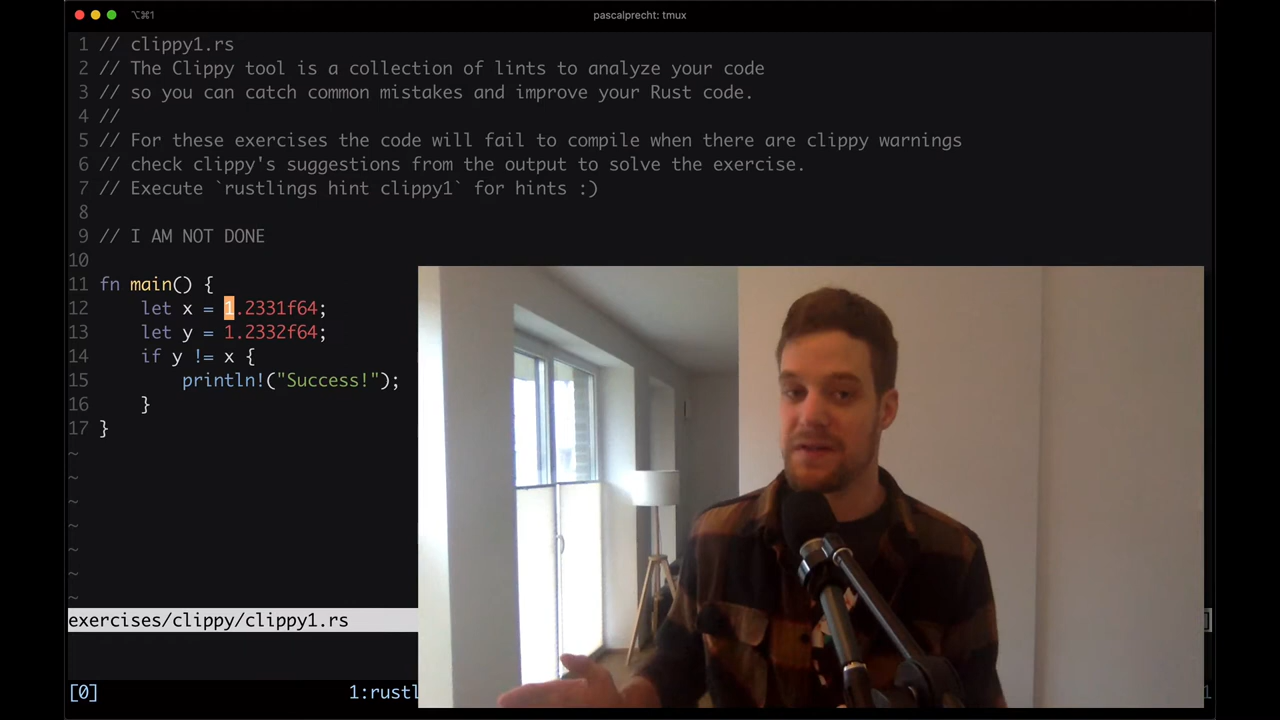 ⌥⌘1
pascalprecht: tmux
1 // clippy1.rs
2 // The Clippy tool is a collection of lints to analyze your code
3 // so you can catch common mistakes and improve your Rust code.
4 //
5 // For these exercises the code will fail to compile when there are clippy warnings
6 // check clippy's suggestions from the output to solve the exercise.
7 // Execute `rustlings hint clippy1` for hints :)
8
9 // I AM NOT DONE
10
11 fn main() {
12     let x = 1.2331f64;
13     let y = 1.2332f64;
14     if y != x {
15         println!("Success!");
16     }
17 }
~
~
~
~
~
~
~
exercises/clippy/clippy1.rs
[0] 1:rustl